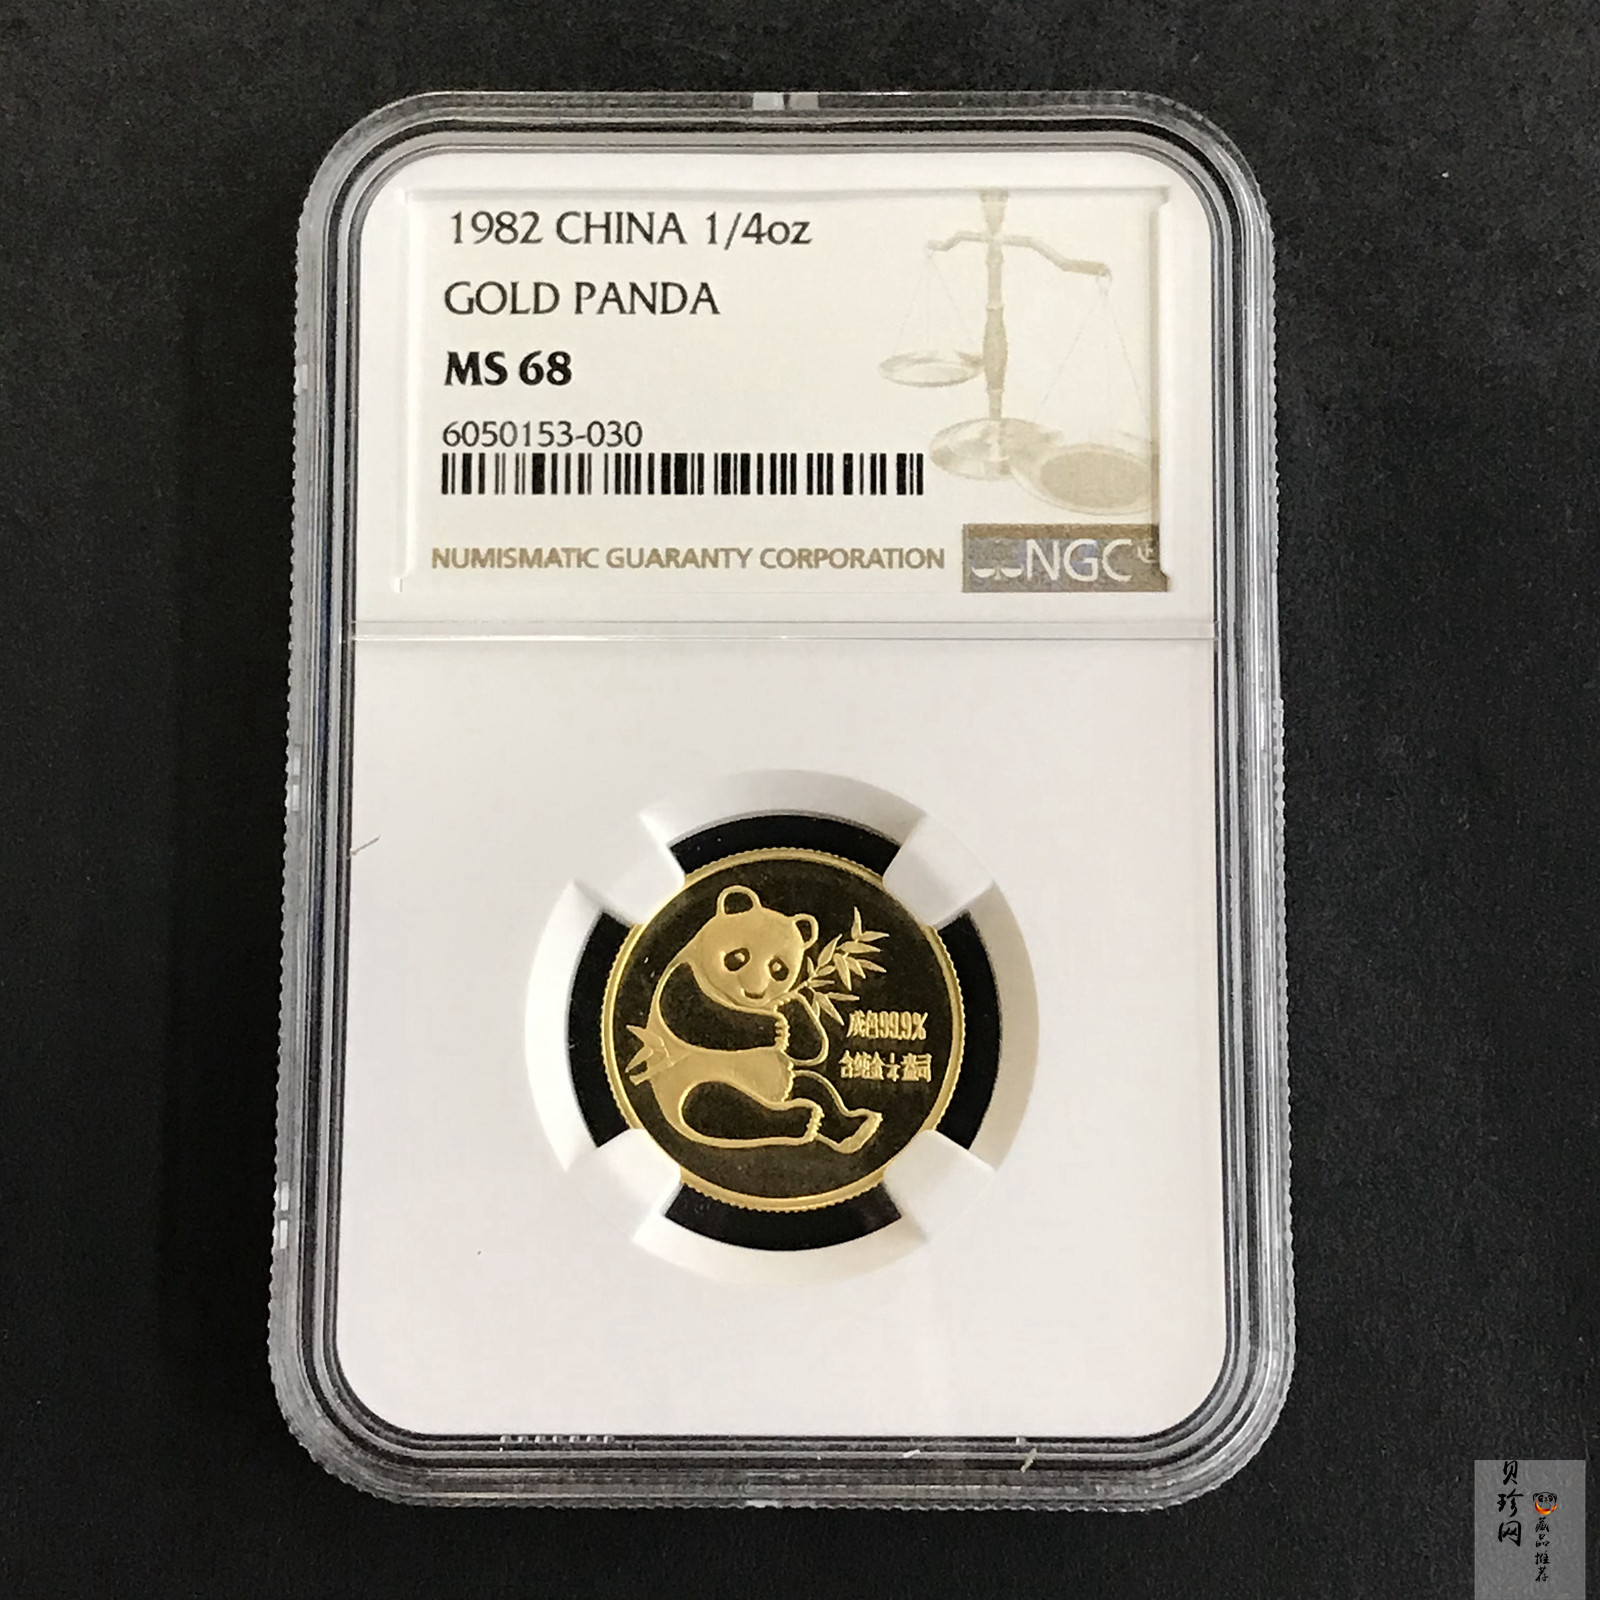 1982 CHINA 1/4oz
GOLD PANDA
MS 68
6050153-030
NUMISMATIC GUARANTY CORPORATION
NGC
成色99.9%
含纯金1/4盎司
贝珍网
藏品推荐